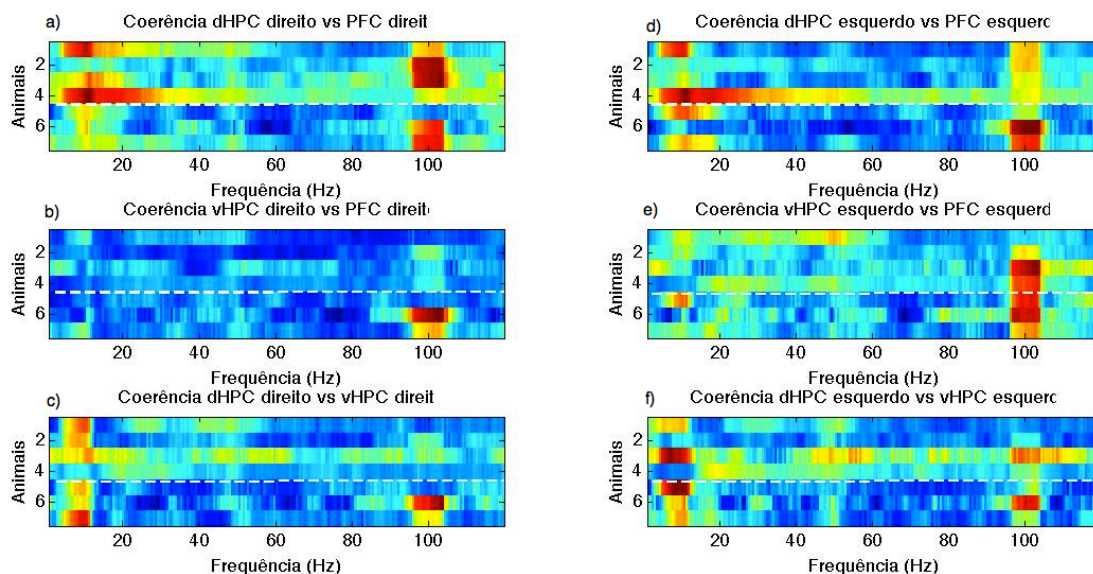 a) Coerência dHPC direito vs PFC direit
Animais
2
4
6
20 40 60 80 100
Frequência (Hz)
b) Coerência vHPC direito vs PFC direit
Animais
2
4
6
20 40 60 80 100
Frequência (Hz)
c) Coerência dHPC direito vs vHPC direit
Animais
2
4
6
20 40 60 80 100
Frequência (Hz)
d) Coerência dHPC esquerdo vs PFC esquerc
Animais
2
4
6
20 40 60 80 100
Frequência (Hz)
e) Coerência vHPC esquerdo vs PFC esquerd
Animais
2
4
6
20 40 60 80 100
Frequência (Hz)
f) Coerência dHPC esquerdo vs vHPC esquerc
Animais
2
4
6
20 40 60 80 100
Frequência (Hz)